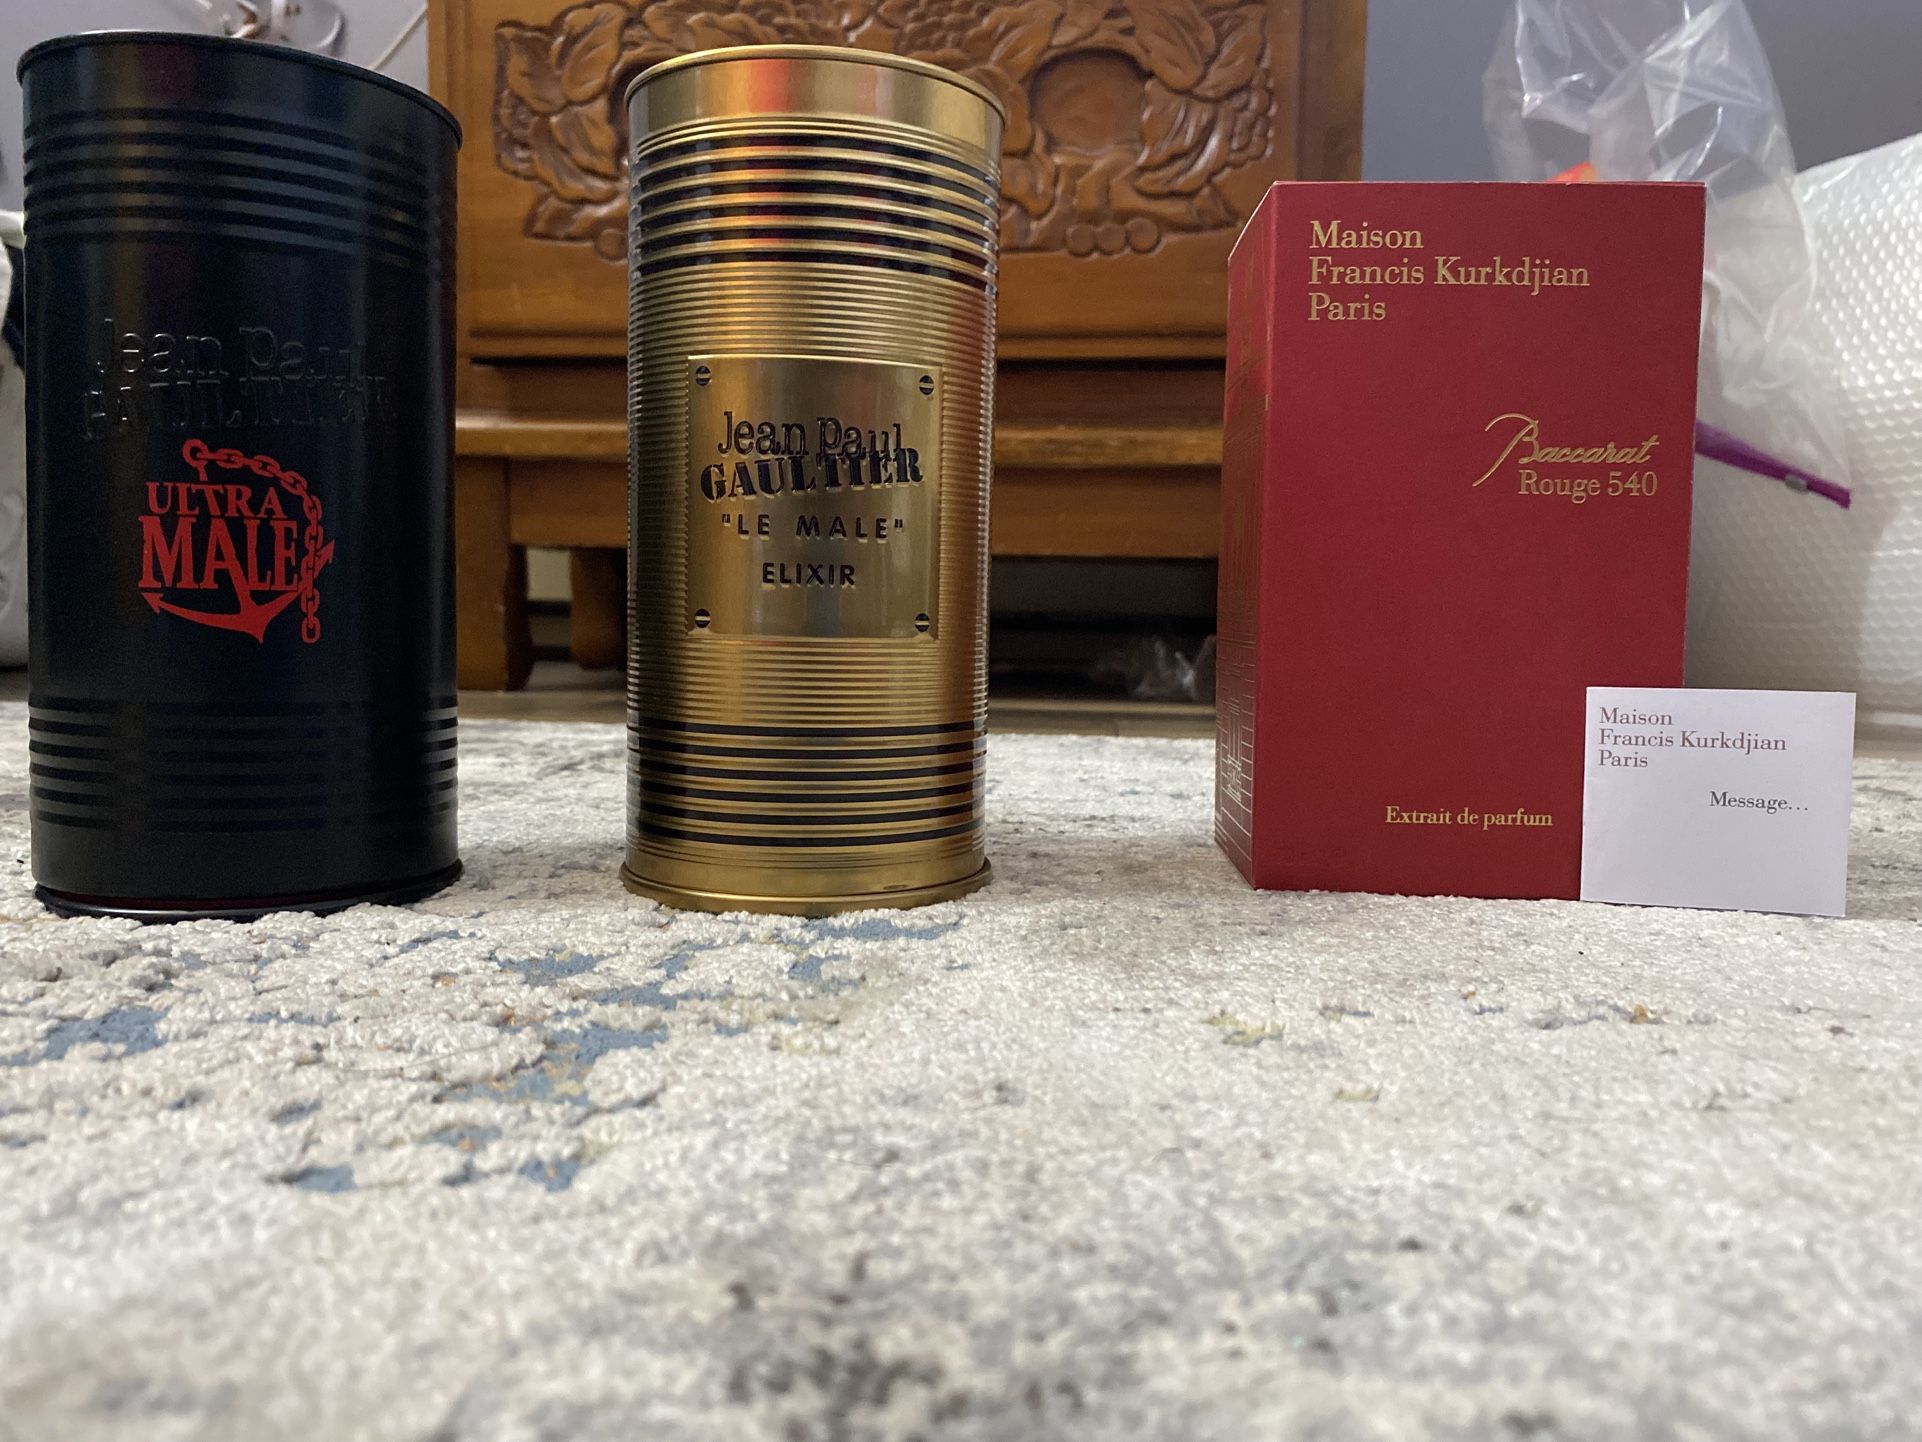 Jean Paul
GAULTIER
ULTRA
MALE
Jean Paul
GAULTIER
"LE MALE"
ELIXIR
Maison
Francis Kurkdjian
Paris
Baccarat
Rouge 540
Extrait de parfum
Maison
Francis Kurkdjian
Paris
Message...